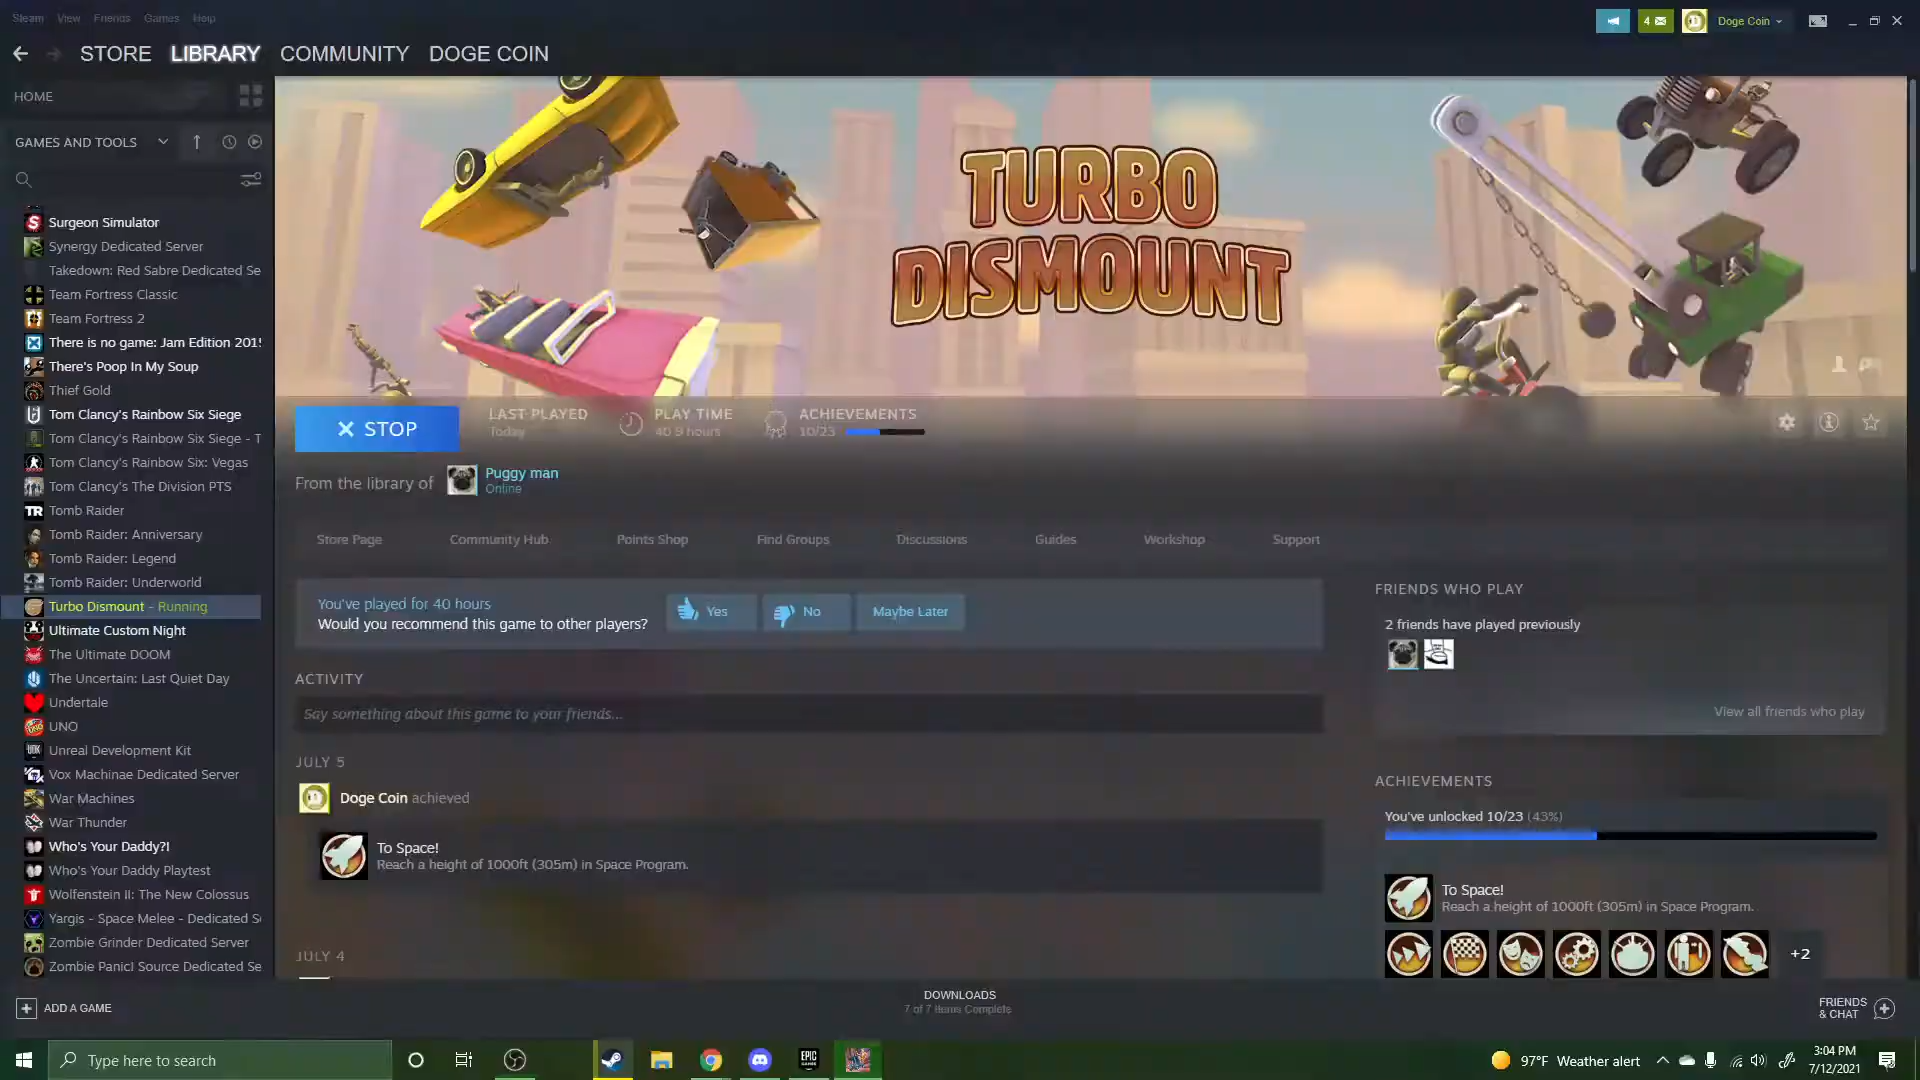 Steam View Friends Games Help
4
Doge Coin
STORE LIBRARY COMMUNITY DOGE COIN
HOME
GAMES AND TOOLS
Surgeon Simulator
Synergy Dedicated Server
Takedown: Red Sabre Dedicated Se
Team Fortress Classic
Team Fortress 2
There is no game: Jam Edition 201!
There's Poop In My Soup
Thief Gold
Tom Clancy's Rainbow Six Siege
Tom Clancy's Rainbow Six Siege - T
Tom Clancy's Rainbow Six: Vegas
Tom Clancy's The Division PTS
Tomb Raider
Tomb Raider: Anniversary
Tomb Raider: Legend
Tomb Raider: Underworld
Turbo Dismount - Running
Ultimate Custom Night
The Ultimate DOOM
The Uncertain: Last Quiet Day
Undertale
UNO
Unreal Development Kit
Vox Machinae Dedicated Server
War Machines
War Thunder
Who's Your Daddy?!
Who's Your Daddy Playtest
Wolfenstein II: The New Colossus
Yargis - Space Melee - Dedicated S
Zombie Grinder Dedicated Server
Zombie Panic! Source Dedicated Se
ADD A GAME
TURBO
DISMOUNT
STOP
LAST PLAYED
Today
PLAY TIME
40.9 hours
ACHIEVEMENTS
10/23
From the library of
Puggy man
Online
Store Page Community Hub Points Shop Find Groups Discussions Guides Workshop Support
You've played for 40 hours
Would you recommend this game to other players?
Yes No Maybe Later
ACTIVITY
Say something about this game to your friends...
JULY 5
Doge Coin achieved
To Space!
Reach a height of 1000ft (305m) in Space Program.
JULY 4
FRIENDS WHO PLAY
2 friends have played previously
View all friends who play
ACHIEVEMENTS
You've unlocked 10/23 (43%)
To Space!
Reach a height of 1000ft (305m) in Space Program.
+2
DOWNLOADS
7 of 7 Items Complete
FRIENDS
& CHAT
Type here to search
EPIC
GAMES
97°F Weather alert
3:04 PM
7/12/2021